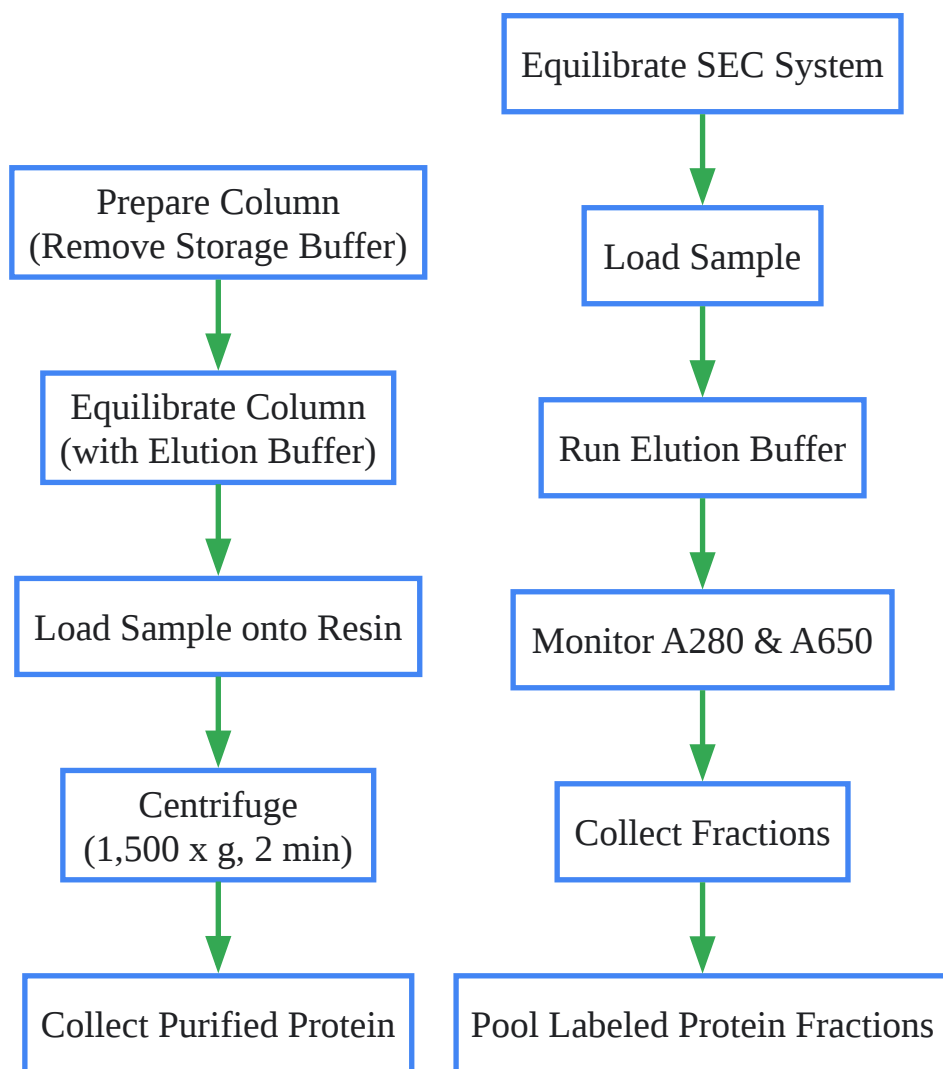 Prepare Column
(Remove Storage Buffer)
Equilibrate Column
(with Elution Buffer)
Load Sample onto Resin
Centrifuge
(1,500 x g, 2 min)
Collect Purified Protein
Equilibrate SEC System
Load Sample
Run Elution Buffer
Monitor A280 & A650
Collect Fractions
Pool Labeled Protein Fractions